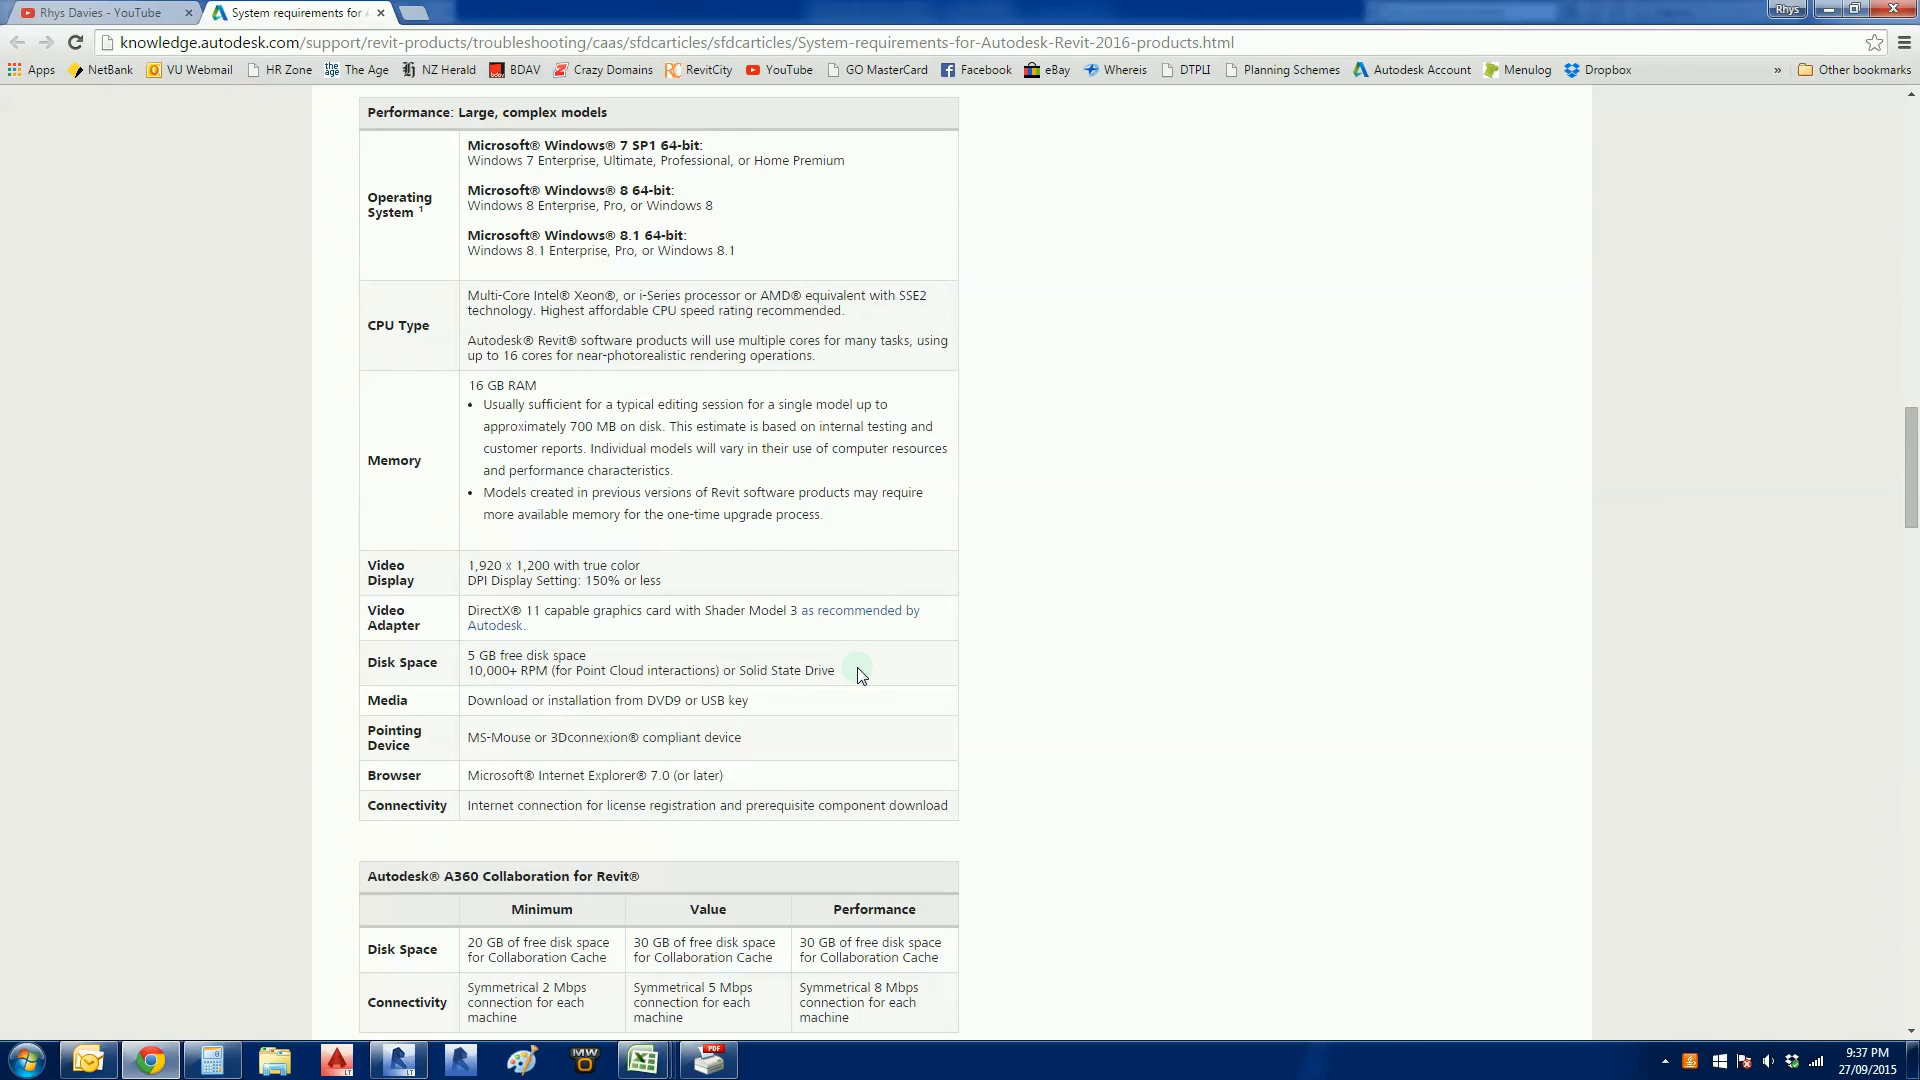 Rhys Davies - YouTube
System requirements for
Rhys
knowledge.autodesk.com/support/revit-products/troubleshooting/caas/sfdcarticles/sfdcarticles/System-requirements-for-Autodesk-Revit-2016-products.html
Apps NetBank VU Webmail HR Zone the age The Age NZ Herald BDAV Crazy Domains RevitCity YouTube GO MasterCard Facebook eBay Whereis DTPLI Planning Schemes Autodesk Account Menulog Dropbox » Other bookmarks
Performance: Large, complex models
Operating System ¹
Microsoft® Windows® 7 SP1 64-bit:
Windows 7 Enterprise, Ultimate, Professional, or Home Premium
Microsoft® Windows® 8 64-bit:
Windows 8 Enterprise, Pro, or Windows 8
Microsoft® Windows® 8.1 64-bit:
Windows 8.1 Enterprise, Pro, or Windows 8.1
CPU Type
Multi-Core Intel® Xeon®, or i-Series processor or AMD® equivalent with SSE2
technology. Highest affordable CPU speed rating recommended.
Autodesk® Revit® software products will use multiple cores for many tasks, using
up to 16 cores for near-photorealistic rendering operations.
Memory
16 GB RAM
• Usually sufficient for a typical editing session for a single model up to
approximately 700 MB on disk. This estimate is based on internal testing and
customer reports. Individual models will vary in their use of computer resources
and performance characteristics.
• Models created in previous versions of Revit software products may require
more available memory for the one-time upgrade process.
Video
Display
1,920 x 1,200 with true color
DPI Display Setting: 150% or less
Video
Adapter
DirectX® 11 capable graphics card with Shader Model 3 as recommended by
Autodesk.
Disk Space
5 GB free disk space
10,000+ RPM (for Point Cloud interactions) or Solid State Drive
Media
Download or installation from DVD9 or USB key
Pointing
Device
MS-Mouse or 3Dconnexion® compliant device
Browser
Microsoft® Internet Explorer® 7.0 (or later)
Connectivity
Internet connection for license registration and prerequisite component download
Autodesk® A360 Collaboration for Revit®
Minimum Value Performance
Disk Space
20 GB of free disk space
for Collaboration Cache
30 GB of free disk space
for Collaboration Cache
30 GB of free disk space
for Collaboration Cache
Connectivity
Symmetrical 2 Mbps
connection for each
machine
Symmetrical 5 Mbps
connection for each
machine
Symmetrical 8 Mbps
connection for each
machine
LT
LT
MW
PDF
9:37 PM
27/09/2015